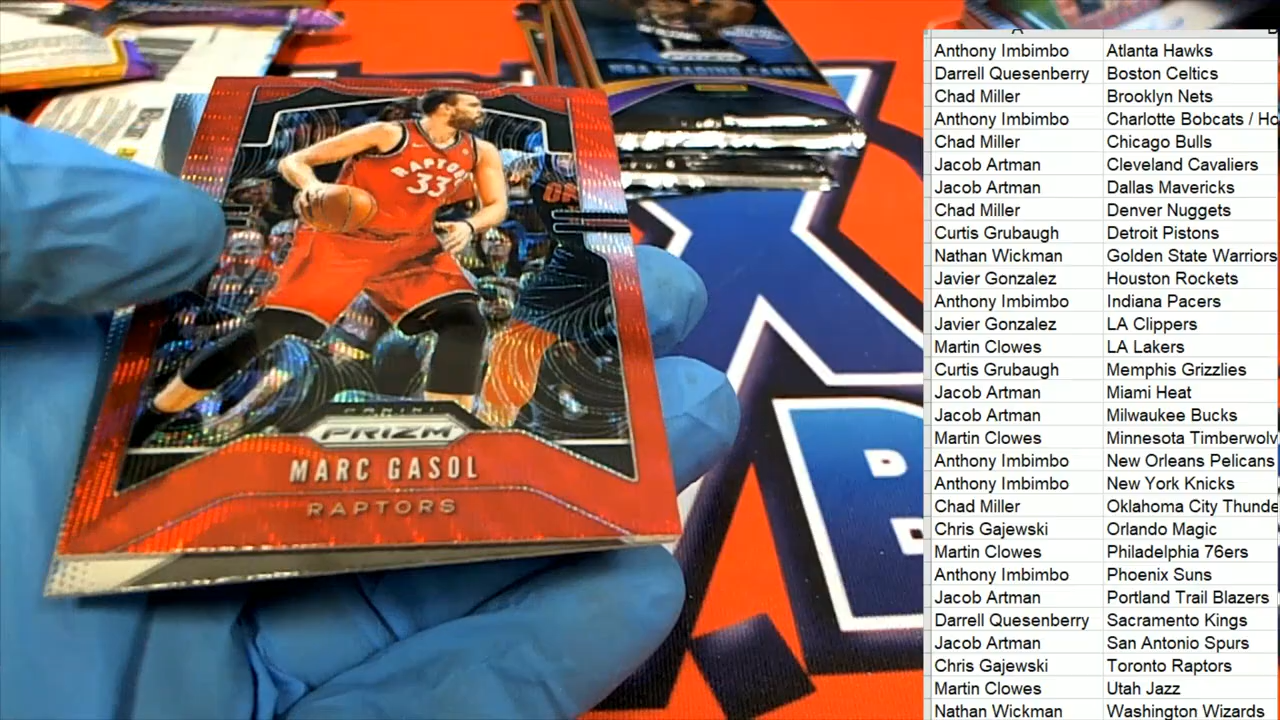 NBA TRADING CARDS
RAPTORS
33
PANINI
PRIZM
MARC GASOL
RAPTORS
B
A
Anthony Imbimbo Atlanta Hawks
Darrell Quesenberry Boston Celtics
Chad Miller Brooklyn Nets
Anthony Imbimbo Charlotte Bobcats / Ho
Chad Miller Chicago Bulls
Jacob Artman Cleveland Cavaliers
Jacob Artman Dallas Mavericks
Chad Miller Denver Nuggets
Curtis Grubaugh Detroit Pistons
Nathan Wickman Golden State Warriors
Javier Gonzalez Houston Rockets
Anthony Imbimbo Indiana Pacers
Javier Gonzalez LA Clippers
Martin Clowes LA Lakers
Curtis Grubaugh Memphis Grizzlies
Jacob Artman Miami Heat
Jacob Artman Milwaukee Bucks
Martin Clowes Minnesota Timberwolv
Anthony Imbimbo New Orleans Pelicans
Anthony Imbimbo New York Knicks
Chad Miller Oklahoma City Thunde
Chris Gajewski Orlando Magic
Martin Clowes Philadelphia 76ers
Anthony Imbimbo Phoenix Suns
Jacob Artman Portland Trail Blazers
Darrell Quesenberry Sacramento Kings
Jacob Artman San Antonio Spurs
Chris Gajewski Toronto Raptors
Martin Clowes Utah Jazz
Nathan Wickman Washington Wizards